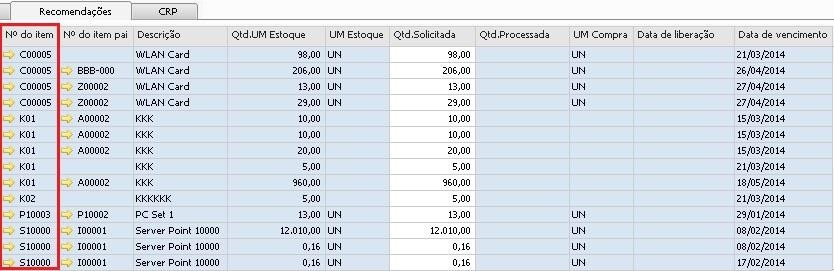 Recomendações CRP
Nº do item Nº do item pai Descrição Qtd.UM Estoque UM Estoque Qtd.Solicitada Qtd.Processada UM Compra Data de liberação Data de vencimento
C00005 WLAN Card 98,00 UN 98,00 UN 21/03/2014
C00005 BBB-000 WLAN Card 206,00 UN 206,00 UN 26/04/2014
C00005 Z00002 WLAN Card 13,00 UN 13,00 UN 27/04/2014
C00005 Z00002 WLAN Card 29,00 UN 29,00 UN 27/04/2014
K01 A00002 KKK 10,00 10,00 15/03/2014
K01 A00002 KKK 10,00 10,00 15/03/2014
K01 A00002 KKK 20,00 20,00 15/03/2014
K01 KKK 5,00 5,00 21/03/2014
K01 A00002 KKK 960,00 960,00 18/05/2014
K02 KKKKKK 5,00 5,00 21/03/2014
P10003 P10002 PC Set 1 13,00 UN 13,00 UN 29/01/2014
S10000 I00001 Server Point 10000 12.010,00 UN 12.010,00 UN 08/02/2014
S10000 I00001 Server Point 10000 0,16 UN 0,16 UN 08/02/2014
S10000 I00001 Server Point 10000 0,16 UN 0,16 UN 17/02/2014